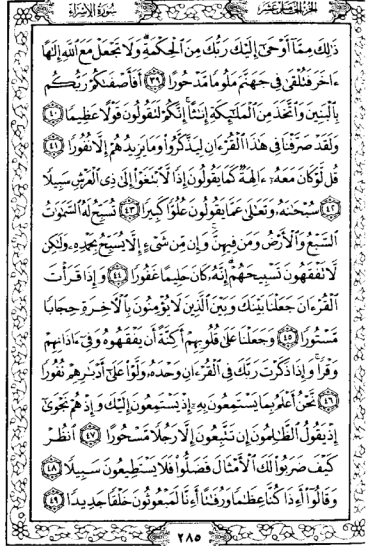 الجزء الخامس عشر
سورة الإسراء
ذَٰلِكَ مِمَّآ أَوْحَىٰٓ إِلَيْكَ رَبُّكَ مِنَ ٱلْحِكْمَةِ وَلَا تَجْعَلْ مَعَ ٱللَّهِ إِلَٰهًا
ءَاخَرَ فَتُلْقَىٰ فِى جَهَنَّمَ مَلُومًا مَّدْحُورًا ﴿٣٩﴾ أَفَأَصْفَىٰكُمْ رَبُّكُم
بِٱلْبَنِينَ وَٱتَّخَذَ مِنَ ٱلْمَلَٰٓئِكَةِ إِنَٰثًا إِنَّكُمْ لَتَقُولُونَ قَوْلًا عَظِيمًا ﴿٤٠﴾
وَلَقَدْ صَرَّفْنَا فِى هَٰذَا ٱلْقُرْءَانِ لِيَذَّكَّرُوا۟ وَمَا يَزِيدُهُمْ إِلَّا نُفُورًا ﴿٤١﴾
قُل لَّوْ كَانَ مَعَهُۥٓ ءَالِهَةٌ كَمَا يَقُولُونَ إِذًا لَّٱبْتَغَوْا۟ إِلَىٰ ذِى ٱلْعَرْشِ سَبِيلًا
﴿٤٢﴾ سُبْحَٰنَهُۥ وَتَعَٰلَىٰ عَمَّا يَقُولُونَ عُلُوًّا كَبِيرًا ﴿٤٣﴾ تُسَبِّحُ لَهُ ٱلسَّمَٰوَٰتُ
ٱلسَّبْعُ وَٱلْأَرْضُ وَمَن فِيهِنَّ وَإِن مِّن شَىْءٍ إِلَّا يُسَبِّحُ بِحَمْدِهِۦ وَلَٰكِن
لَّا تَفْقَهُونَ تَسْبِيحَهُمْ إِنَّهُۥ كَانَ حَلِيمًا غَفُورًا ﴿٤٤﴾ وَإِذَا قَرَأْتَ
ٱلْقُرْءَانَ جَعَلْنَا بَيْنَكَ وَبَيْنَ ٱلَّذِينَ لَا يُؤْمِنُونَ بِٱلْءَاخِرَةِ حِجَابًا
مَّسْتُورًا ﴿٤٥﴾ وَجَعَلْنَا عَلَىٰ قُلُوبِهِمْ أَكِنَّةً أَن يَفْقَهُوهُ وَفِىٓ ءَاذَانِهِمْ
وَقْرًا وَإِذَا ذَكَرْتَ رَبَّكَ فِى ٱلْقُرْءَانِ وَحْدَهُۥ وَلَّوْا۟ عَلَىٰٓ أَدْبَٰرِهِمْ نُفُورًا
﴿٤٦﴾ نَّحْنُ أَعْلَمُ بِمَا يَسْتَمِعُونَ بِهِۦٓ إِذْ يَسْتَمِعُونَ إِلَيْكَ وَإِذْ هُمْ نَجْوَىٰٓ
إِذْ يَقُولُ ٱلظَّٰلِمُونَ إِن تَتَّبِعُونَ إِلَّا رَجُلًا مَّسْحُورًا ﴿٤٧﴾ ٱنظُرْ
كَيْفَ ضَرَبُوا۟ لَكَ ٱلْأَمْثَالَ فَضَلُّوا۟ فَلَا يَسْتَطِيعُونَ سَبِيلًا ﴿٤٨﴾
وَقَالُوٓا۟ أَءِذَا كُنَّا عِظَٰمًا وَرُفَٰتًا أَءِنَّا لَمَبْعُوثُونَ خَلْقًا جَدِيدًا ﴿٤٩﴾
٢٨٥